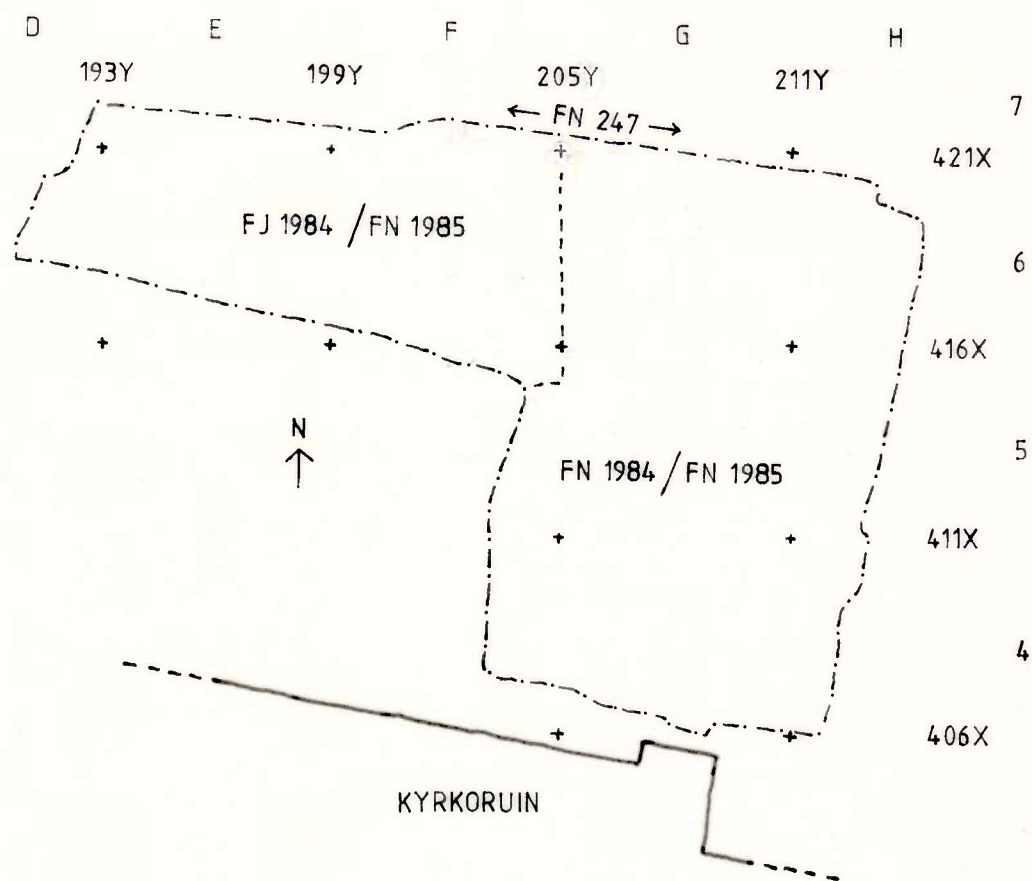 D E F G H
193Y 199Y 205Y 211Y
7
← FN 247 →
421X
FJ 1984 / FN 1985
6
416X
N
5
FN 1984 / FN 1985
411X
4
406X
KYRKORUIN